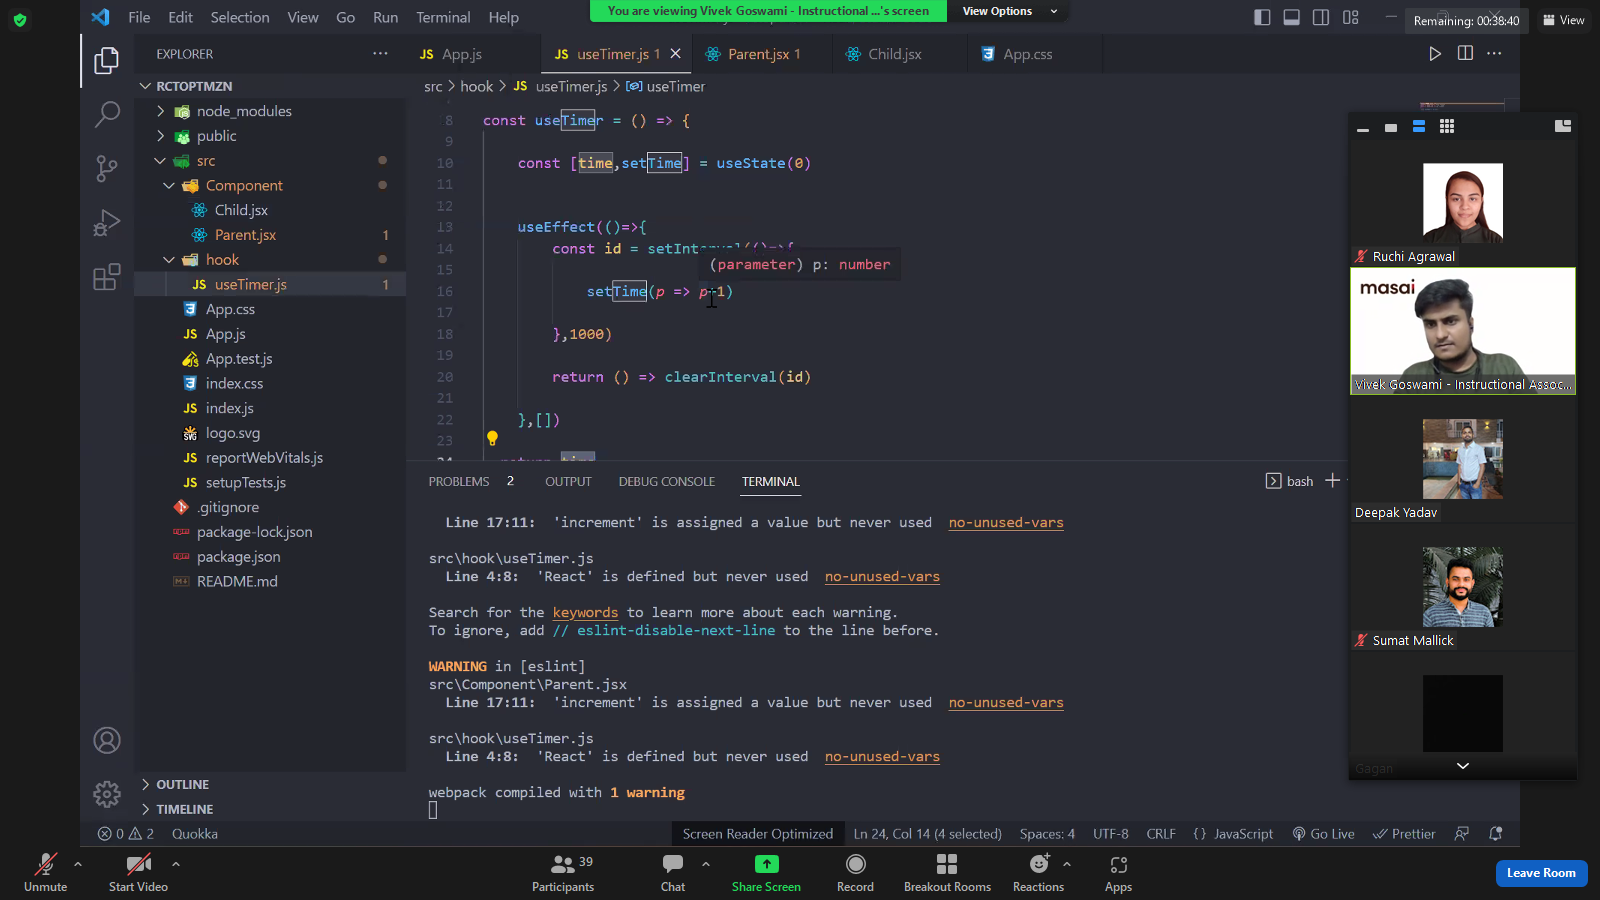 You are viewing Vivek Goswami - Instructional ...'s screen
View Options
File Edit Selection View Go Run Terminal Help
Remaining: 00:38:40
View
EXPLORER
App.js
useTimer.js 1
Parent.jsx 1
Child.jsx
App.css
RCTOPTMZN
src > hook > JS useTimer.js > useTimer
node_modules
public
src
Component
Child.jsx
Parent.jsx 1
hook
JS useTimer.js 1
App.css
JS App.js
App.test.js
index.css
JS index.js
logo.svg
JS reportWebVitals.js
JS setupTests.js
.gitignore
package-lock.json
package.json
README.md
OUTLINE
TIMELINE
8 const useTimer = () => {
9
10 const [time,setTime] = useState(0)
11
12
13 useEffect(()=>{
14 const id = setInterval(()=>{
(parameter) p: number
15
16 setTime(p => p+1)
17
18 },1000)
19
20 return () => clearInterval(id)
21
22 },[])
23
24 return time
PROBLEMS 2 OUTPUT DEBUG CONSOLE TERMINAL
bash
Line 17:11: 'increment' is assigned a value but never used no-unused-vars
src\hook\useTimer.js
Line 4:8: 'React' is defined but never used no-unused-vars
Search for the keywords to learn more about each warning.
To ignore, add // eslint-disable-next-line to the line before.
WARNING in [eslint]
src\Component\Parent.jsx
Line 17:11: 'increment' is assigned a value but never used no-unused-vars
src\hook\useTimer.js
Line 4:8: 'React' is defined but never used no-unused-vars
webpack compiled with 1 warning
Ruchi Agrawal
masai
Vivek Goswami - Instructional Assoc...
Deepak Yadav
Sumat Mallick
Gagan
0 2 Quokka
Screen Reader Optimized
Ln 24, Col 14 (4 selected)
Spaces: 4
UTF-8
CRLF
{ } JavaScript
Go Live
Prettier
Unmute
Start Video
39
Participants
Chat
Share Screen
Record
Breakout Rooms
Reactions
Apps
Leave Room